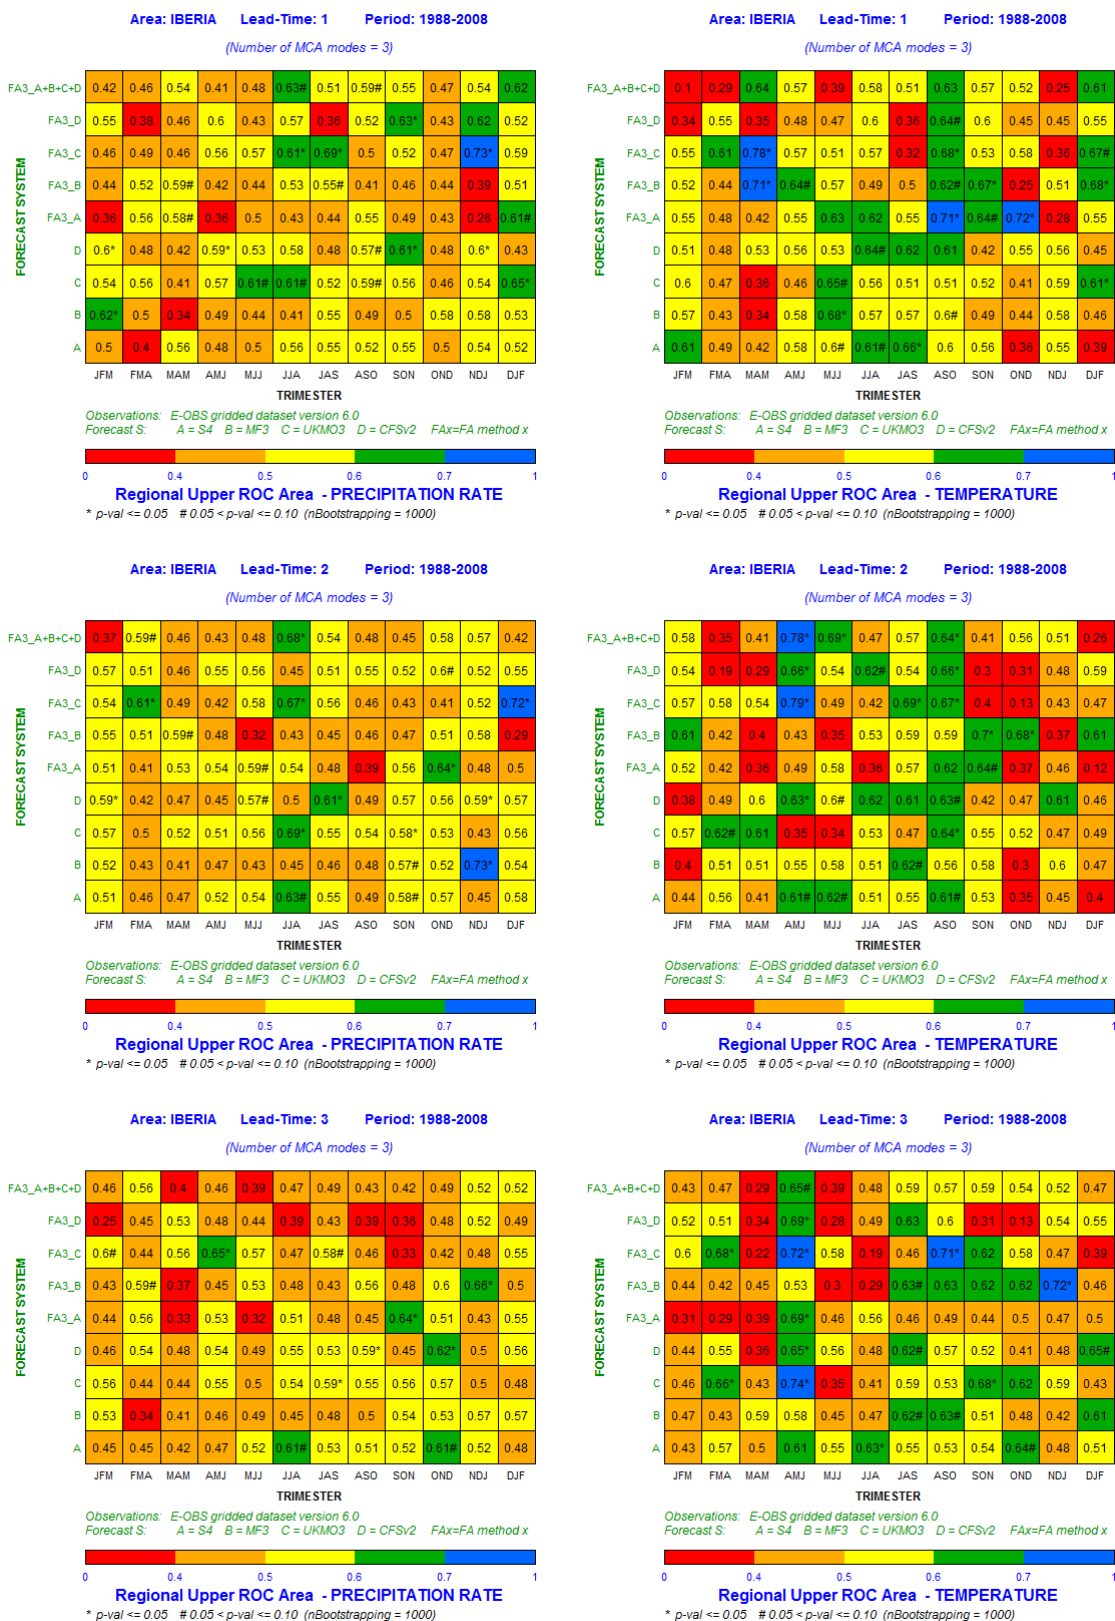 Area: IBERIA Lead-Time: 1 Period: 1988-2008
(Number of MCA modes = 3)
FORECAST SYSTEM
FA3_A+B+C+D 0.42 0.46 0.54 0.41 0.48 0.63# 0.51 0.59# 0.55 0.47 0.54 0.62
FA3_D 0.55 0.38 0.46 0.6 0.43 0.57 0.36 0.52 0.63* 0.43 0.62 0.52
FA3_C 0.46 0.49 0.46 0.56 0.57 0.61* 0.69* 0.5 0.52 0.47 0.73* 0.59
FA3_B 0.44 0.52 0.59# 0.42 0.44 0.53 0.55# 0.41 0.46 0.44 0.39 0.51
FA3_A 0.36 0.56 0.58# 0.36 0.5 0.43 0.44 0.55 0.49 0.43 0.26 0.61#
D 0.6* 0.48 0.42 0.59* 0.53 0.58 0.48 0.57# 0.61* 0.48 0.6* 0.43
C 0.54 0.56 0.41 0.57 0.61# 0.61# 0.52 0.59# 0.56 0.46 0.54 0.65*
B 0.62* 0.5 0.34 0.49 0.44 0.41 0.55 0.49 0.5 0.58 0.58 0.53
A 0.5 0.4 0.56 0.48 0.5 0.56 0.55 0.52 0.55 0.5 0.54 0.52
JFM FMA MAM AMJ MJJ JJA JAS ASO SON OND NDJ DJF
TRIMESTER
Observations: E-OBS gridded dataset version 6.0
Forecast S: A = S4 B = MF3 C = UKMO3 D = CFSv2 FAx=FA method x
0 0.4 0.5 0.6 0.7 1
Regional Upper ROC Area - PRECIPITATION RATE
* p-val <= 0.05 # 0.05 < p-val <= 0.10 (nBootstrapping = 1000)
Area: IBERIA Lead-Time: 1 Period: 1988-2008
(Number of MCA modes = 3)
FORECAST SYSTEM
FA3_A+B+C+D 0.1 0.29 0.64 0.57 0.39 0.58 0.51 0.63 0.57 0.52 0.25 0.61
FA3_D 0.34 0.55 0.35 0.48 0.47 0.6 0.36 0.64# 0.6 0.45 0.45 0.55
FA3_C 0.55 0.61 0.78* 0.57 0.51 0.57 0.32 0.68* 0.53 0.58 0.36 0.67#
FA3_B 0.52 0.44 0.71* 0.64# 0.57 0.49 0.5 0.62# 0.67* 0.25 0.51 0.68*
FA3_A 0.55 0.48 0.42 0.55 0.63 0.62 0.55 0.71* 0.64# 0.72* 0.28 0.55
D 0.51 0.48 0.53 0.56 0.53 0.64# 0.62 0.61 0.42 0.55 0.56 0.45
C 0.6 0.47 0.36 0.46 0.65# 0.56 0.51 0.51 0.52 0.41 0.59 0.61*
B 0.57 0.43 0.34 0.58 0.68* 0.57 0.57 0.6# 0.49 0.44 0.58 0.46
A 0.61 0.49 0.42 0.58 0.6# 0.61# 0.66* 0.6 0.56 0.36 0.55 0.39
JFM FMA MAM AMJ MJJ JJA JAS ASO SON OND NDJ DJF
TRIMESTER
Observations: E-OBS gridded dataset version 6.0
Forecast S: A = S4 B = MF3 C = UKMO3 D = CFSv2 FAx=FA method x
0 0.4 0.5 0.6 0.7 1
Regional Upper ROC Area - TEMPERATURE
* p-val <= 0.05 # 0.05 < p-val <= 0.10 (nBootstrapping = 1000)
Area: IBERIA Lead-Time: 2 Period: 1988-2008
(Number of MCA modes = 3)
FORECAST SYSTEM
FA3_A+B+C+D 0.37 0.59# 0.46 0.43 0.48 0.68* 0.54 0.48 0.45 0.58 0.57 0.42
FA3_D 0.57 0.51 0.46 0.55 0.56 0.45 0.51 0.55 0.52 0.6# 0.52 0.55
FA3_C 0.54 0.61* 0.49 0.42 0.58 0.67* 0.56 0.46 0.43 0.41 0.52 0.72*
FA3_B 0.55 0.51 0.59# 0.48 0.32 0.43 0.45 0.46 0.47 0.51 0.58 0.29
FA3_A 0.51 0.41 0.53 0.54 0.59# 0.54 0.48 0.39 0.56 0.64* 0.48 0.5
D 0.59* 0.42 0.47 0.45 0.57# 0.5 0.61* 0.49 0.57 0.56 0.59* 0.57
C 0.57 0.5 0.52 0.51 0.56 0.69* 0.55 0.54 0.58* 0.57 0.43 0.56
B 0.52 0.43 0.41 0.47 0.43 0.45 0.46 0.48 0.57# 0.52 0.73* 0.54
A 0.51 0.46 0.47 0.52 0.54 0.63# 0.55 0.49 0.58# 0.57 0.45 0.58
JFM FMA MAM AMJ MJJ JJA JAS ASO SON OND NDJ DJF
TRIMESTER
Observations: E-OBS gridded dataset version 6.0
Forecast S: A = S4 B = MF3 C = UKMO3 D = CFSv2 FAx=FA method x
0 0.4 0.5 0.6 0.7 1
Regional Upper ROC Area - PRECIPITATION RATE
* p-val <= 0.05 # 0.05 < p-val <= 0.10 (nBootstrapping = 1000)
Area: IBERIA Lead-Time: 2 Period: 1988-2008
(Number of MCA modes = 3)
FORECAST SYSTEM
FA3_A+B+C+D 0.58 0.35 0.41 0.78* 0.69* 0.47 0.57 0.64* 0.41 0.56 0.51 0.26
FA3_D 0.54 0.19 0.29 0.66* 0.54 0.62# 0.54 0.66* 0.3 0.31 0.48 0.59
FA3_C 0.57 0.58 0.54 0.79* 0.49 0.42 0.69* 0.67* 0.4 0.13 0.43 0.47
FA3_B 0.61 0.42 0.4 0.43 0.35 0.53 0.59 0.59 0.7* 0.68* 0.37 0.61
FA3_A 0.52 0.42 0.36 0.49 0.58 0.36 0.57 0.62 0.64# 0.37 0.46 0.12
D 0.38 0.49 0.6 0.63* 0.6# 0.62 0.61 0.63# 0.42 0.47 0.61 0.46
C 0.57 0.62# 0.61 0.35 0.34 0.53 0.47 0.64* 0.55 0.52 0.47 0.49
B 0.4 0.51 0.51 0.55 0.58 0.51 0.62# 0.56 0.58 0.3 0.6 0.47
A 0.44 0.56 0.41 0.61# 0.62# 0.51 0.55 0.61# 0.53 0.35 0.45 0.4
JFM FMA MAM AMJ MJJ JJA JAS ASO SON OND NDJ DJF
TRIMESTER
Observations: E-OBS gridded dataset version 6.0
Forecast S: A = S4 B = MF3 C = UKMO3 D = CFSv2 FAx=FA method x
0 0.4 0.5 0.6 0.7 1
Regional Upper ROC Area - TEMPERATURE
* p-val <= 0.05 # 0.05 < p-val <= 0.10 (nBootstrapping = 1000)
Area: IBERIA Lead-Time: 3 Period: 1988-2008
(Number of MCA modes = 3)
FORECAST SYSTEM
FA3_A+B+C+D 0.46 0.56 0.4 0.46 0.39 0.47 0.49 0.43 0.42 0.49 0.52 0.52
FA3_D 0.25 0.45 0.53 0.48 0.44 0.39 0.43 0.39 0.36 0.48 0.52 0.49
FA3_C 0.6# 0.44 0.56 0.65* 0.57 0.47 0.58# 0.46 0.33 0.42 0.48 0.55
FA3_B 0.43 0.59# 0.37 0.45 0.53 0.48 0.43 0.56 0.48 0.6 0.66* 0.5
FA3_A 0.44 0.56 0.33 0.53 0.32 0.51 0.48 0.45 0.64* 0.51 0.43 0.55
D 0.46 0.54 0.48 0.54 0.49 0.55 0.53 0.59* 0.45 0.62* 0.5 0.56
C 0.56 0.44 0.44 0.55 0.5 0.54 0.59* 0.55 0.56 0.57 0.5 0.48
B 0.53 0.34 0.41 0.46 0.49 0.45 0.48 0.5 0.54 0.53 0.57 0.57
A 0.45 0.45 0.42 0.47 0.52 0.61# 0.53 0.51 0.52 0.61# 0.52 0.48
JFM FMA MAM AMJ MJJ JJA JAS ASO SON OND NDJ DJF
TRIMESTER
Observations: E-OBS gridded dataset version 6.0
Forecast S: A = S4 B = MF3 C = UKMO3 D = CFSv2 FAx=FA method x
0 0.4 0.5 0.6 0.7 1
Regional Upper ROC Area - PRECIPITATION RATE
* p-val <= 0.05 # 0.05 < p-val <= 0.10 (nBootstrapping = 1000)
Area: IBERIA Lead-Time: 3 Period: 1988-2008
(Number of MCA modes = 3)
FORECAST SYSTEM
FA3_A+B+C+D 0.43 0.47 0.29 0.65# 0.39 0.48 0.59 0.57 0.59 0.54 0.52 0.47
FA3_D 0.52 0.51 0.34 0.69* 0.28 0.49 0.63 0.6 0.31 0.13 0.54 0.55
FA3_C 0.6 0.68* 0.22 0.72* 0.58 0.19 0.46 0.71* 0.62 0.58 0.47 0.39
FA3_B 0.44 0.42 0.45 0.53 0.3 0.29 0.63# 0.63 0.62 0.62 0.72* 0.46
FA3_A 0.31 0.29 0.39 0.69* 0.46 0.56 0.46 0.49 0.44 0.5 0.47 0.5
D 0.44 0.55 0.36 0.65* 0.56 0.48 0.62# 0.57 0.52 0.41 0.48 0.65#
C 0.46 0.66* 0.43 0.74* 0.35 0.41 0.59 0.53 0.68* 0.62 0.59 0.43
B 0.47 0.43 0.59 0.58 0.45 0.47 0.62# 0.63# 0.51 0.48 0.42 0.61
A 0.43 0.57 0.5 0.61 0.55 0.63* 0.55 0.53 0.54 0.64# 0.48 0.51
JFM FMA MAM AMJ MJJ JJA JAS ASO SON OND NDJ DJF
TRIMESTER
Observations: E-OBS gridded dataset version 6.0
Forecast S: A = S4 B = MF3 C = UKMO3 D = CFSv2 FAx=FA method x
0 0.4 0.5 0.6 0.7 1
Regional Upper ROC Area - TEMPERATURE
* p-val <= 0.05 # 0.05 < p-val <= 0.10 (nBootstrapping = 1000)